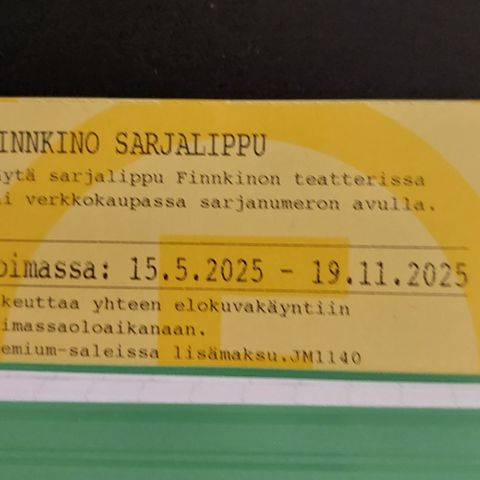 INNKINO SARJALIPPU
äytä sarjalippu Finnkinon teatterissa
i verkkokaupassa sarjanumeron avulla.
oimassa: 15.5.2025 - 19.11.2025
keuttaa yhteen elokuvakäyntiin
imassaoloaikanaan.
emium-saleissa lisämaksu.JM1140